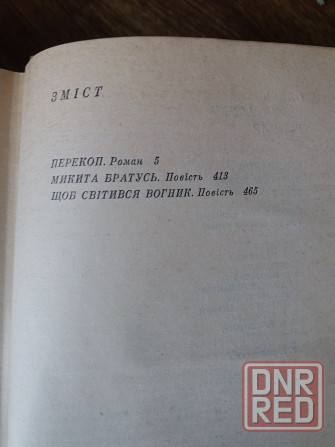 ЗМІСТ
ПЕРЕКОП. Роман 5
МИКИТА БРАТУСЬ. Повість 413
ЩОБ СВІТИВСЯ ВОГНИК. Повість 465
DNR
RED